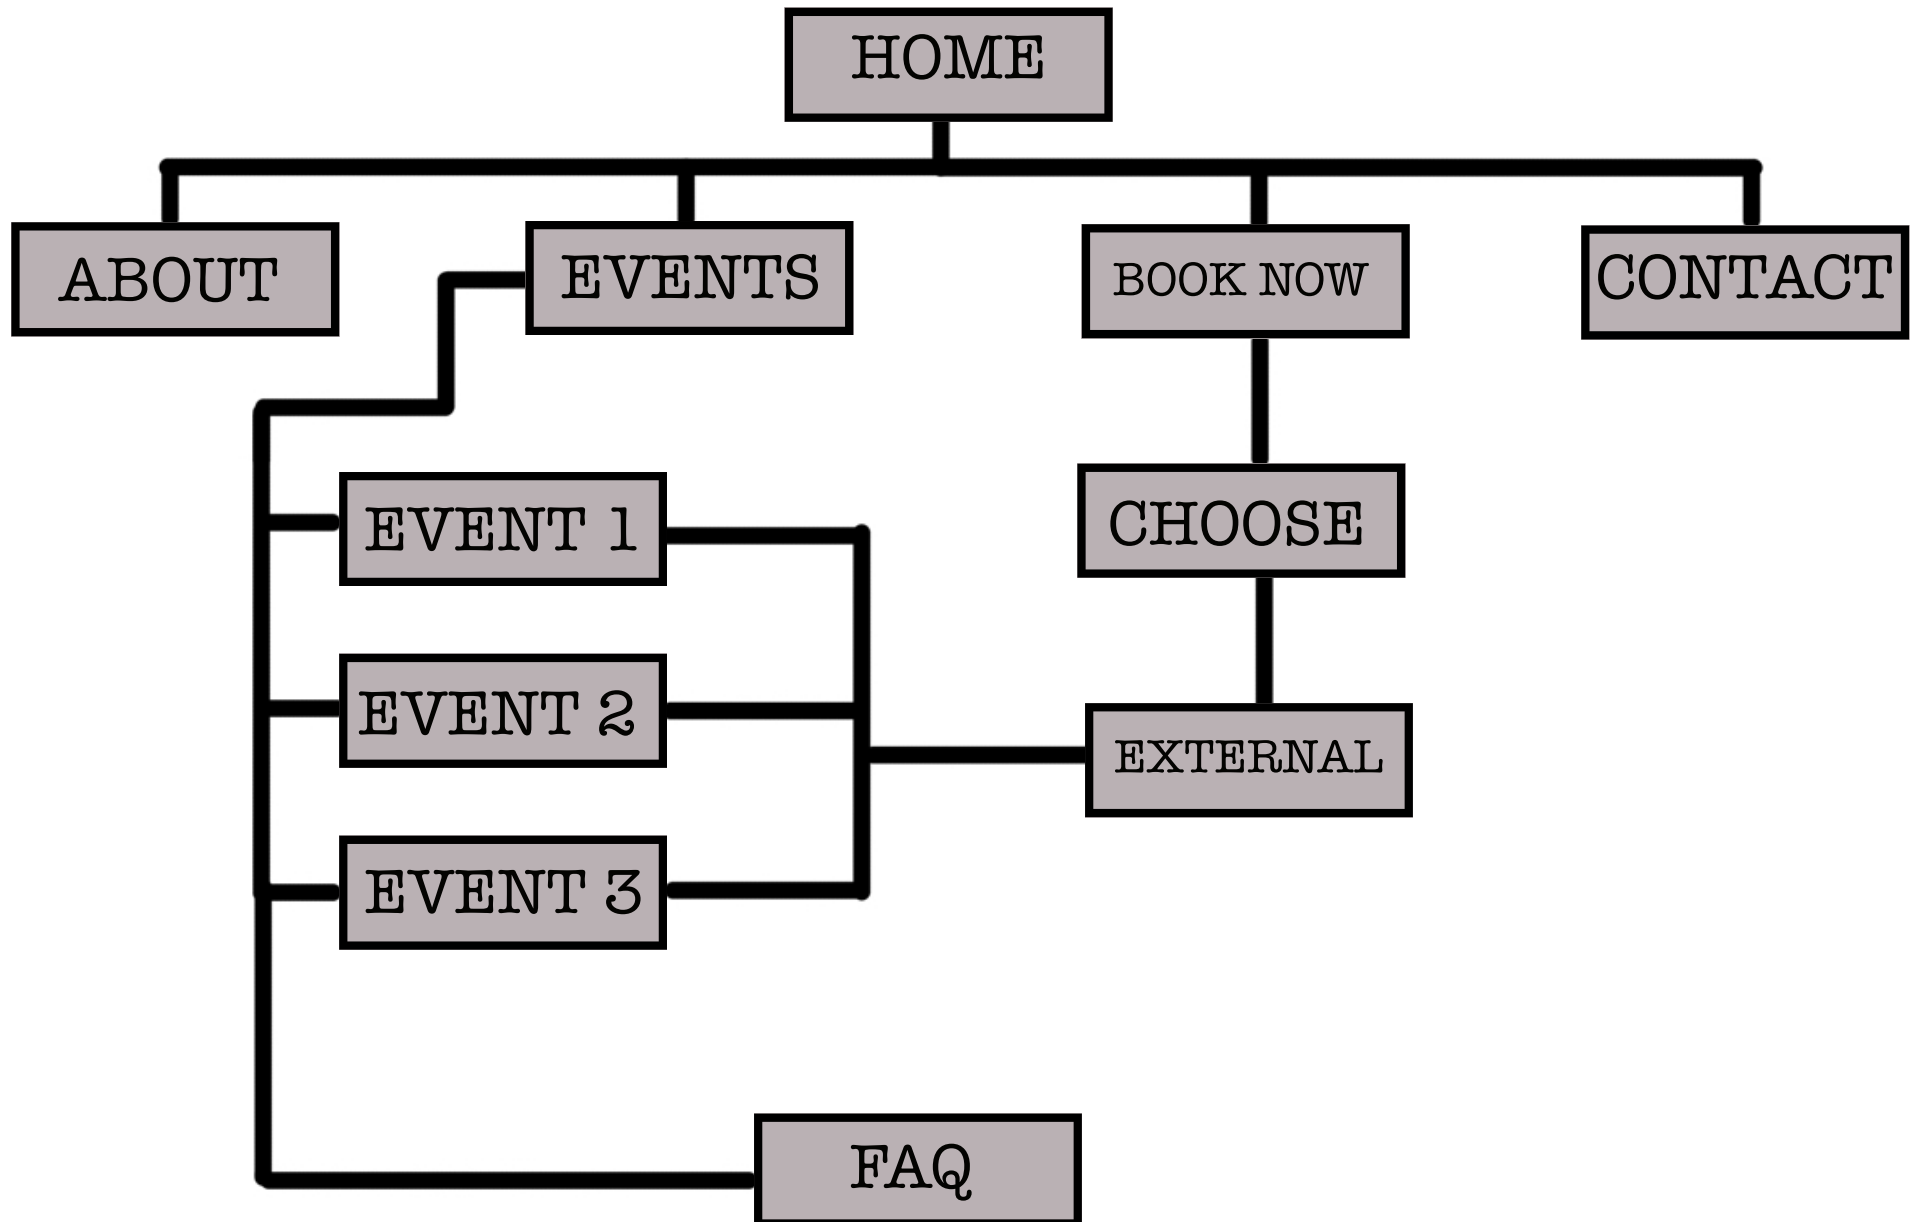 HOME
ABOUT
EVENTS
BOOK NOW
CONTACT
EVENT 1
CHOOSE
EVENT 2
EXTERNAL
EVENT 3
FAQ